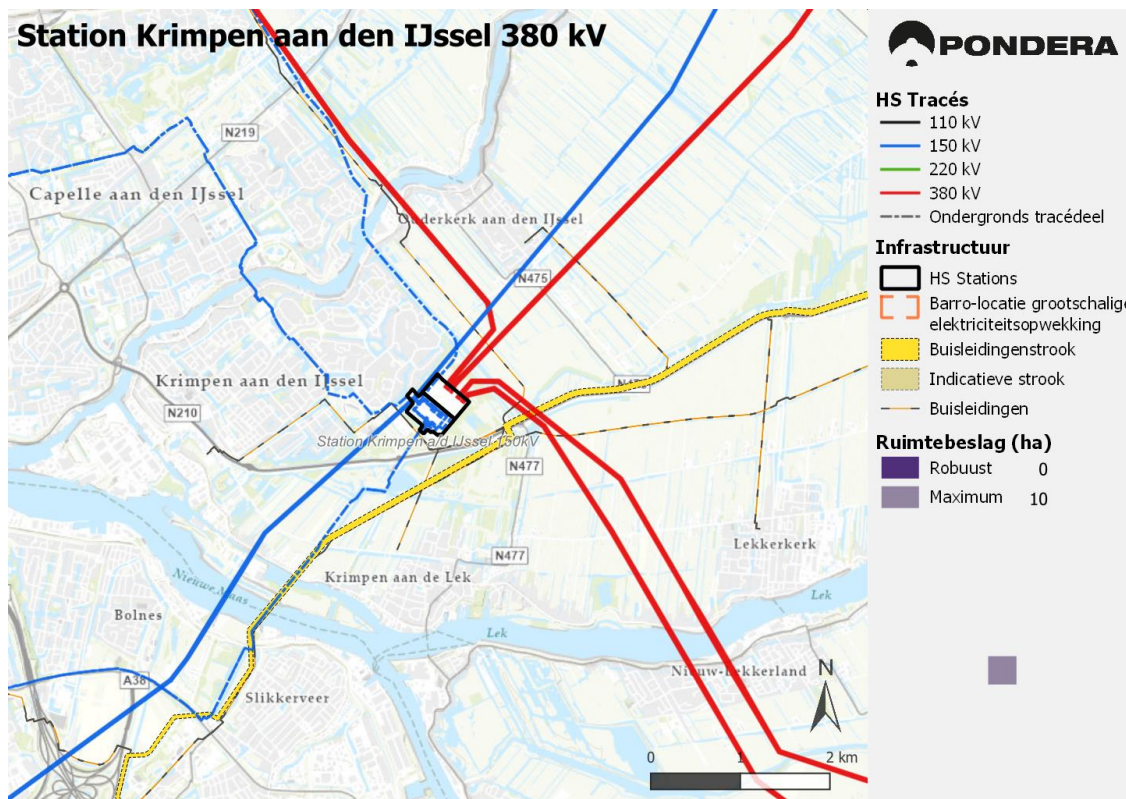 Station Krimpen aan den IJssel 380 kV
PONDERA
HS Tracés
110 kV
150 kV
220 kV
380 kV
Ondergronds tracédeel
Infrastructuur
HS Stations
Barro-locatie grootschalige
elektriciteitsopwekking
Buisleidingenstrook
Indicatieve strook
Buisleidingen
Ruimtebeslag (ha)
Robuust 0
Maximum 10
N219
Capelle aan den IJssel
Ouderkerk aan den IJssel
N475
Krimpen aan den IJssel
N210
Station Krimpen a/d IJssel 150kV
N477
Lekkerkerk
N477
Krimpen aan de Lek
Nieuwe Maas
Bolnes
Lek
Lek
Nieuw-Lekkerland
A38
Slikkerveer
N
0 1 2 km